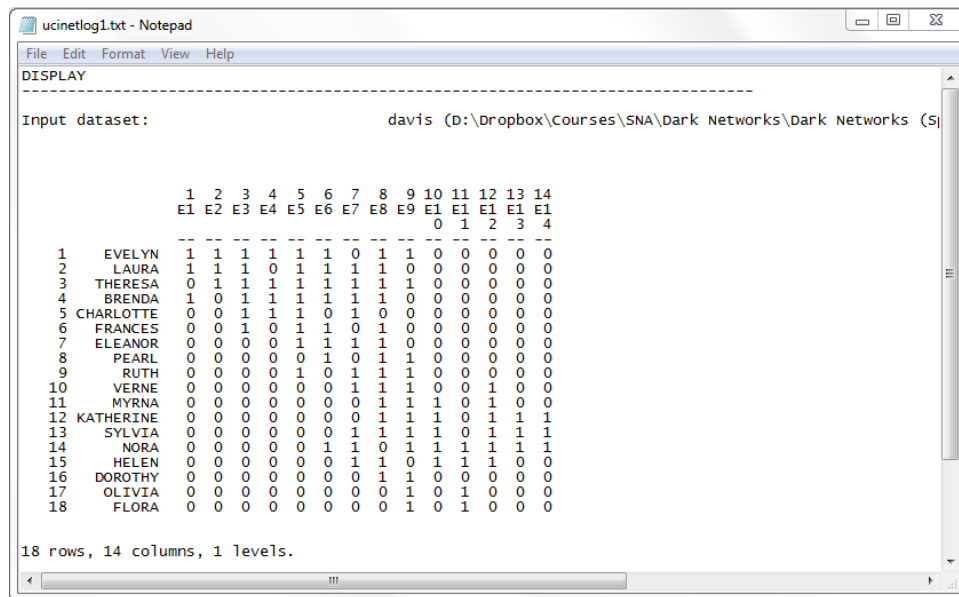 ucinetlog1.txt - Notepad
File Edit Format View Help
DISPLAY
--------------------------------------------------------------------------------
Input dataset: davis (D:\Dropbox\Courses\SNA\Dark Networks\Dark Networks (Sp
1 2 3 4 5 6 7 8 9 10 11 12 13 14
E1 E2 E3 E4 E5 E6 E7 E8 E9 E1 E1 E1 E1 E1
0 1 2 3 4
-- -- -- -- -- -- -- -- -- -- -- -- -- --
1 EVELYN 1 1 1 1 1 1 0 1 1 0 0 0 0 0
2 LAURA 1 1 1 0 1 1 1 1 0 0 0 0 0 0
3 THERESA 0 1 1 1 1 1 1 1 1 0 0 0 0 0
4 BRENDA 1 0 1 1 1 1 1 1 0 0 0 0 0 0
5 CHARLOTTE 0 0 1 1 1 0 1 0 0 0 0 0 0 0
6 FRANCES 0 0 1 0 1 1 0 1 0 0 0 0 0 0
7 ELEANOR 0 0 0 0 1 1 1 1 0 0 0 0 0 0
8 PEARL 0 0 0 0 0 1 0 1 1 0 0 0 0 0
9 RUTH 0 0 0 0 1 0 1 1 1 0 0 0 0 0
10 VERNE 0 0 0 0 0 0 1 1 1 0 0 1 0 0
11 MYRNA 0 0 0 0 0 0 0 1 1 1 0 1 0 0
12 KATHERINE 0 0 0 0 0 0 0 1 1 1 0 1 1 1
13 SYLVIA 0 0 0 0 0 0 1 1 1 1 0 1 1 1
14 NORA 0 0 0 0 0 1 1 0 1 1 1 1 1 1
15 HELEN 0 0 0 0 0 0 1 1 0 1 1 1 0 0
16 DOROTHY 0 0 0 0 0 0 0 1 1 0 0 0 0 0
17 OLIVIA 0 0 0 0 0 0 0 0 1 0 1 0 0 0
18 FLORA 0 0 0 0 0 0 0 0 1 0 1 0 0 0
18 rows, 14 columns, 1 levels.